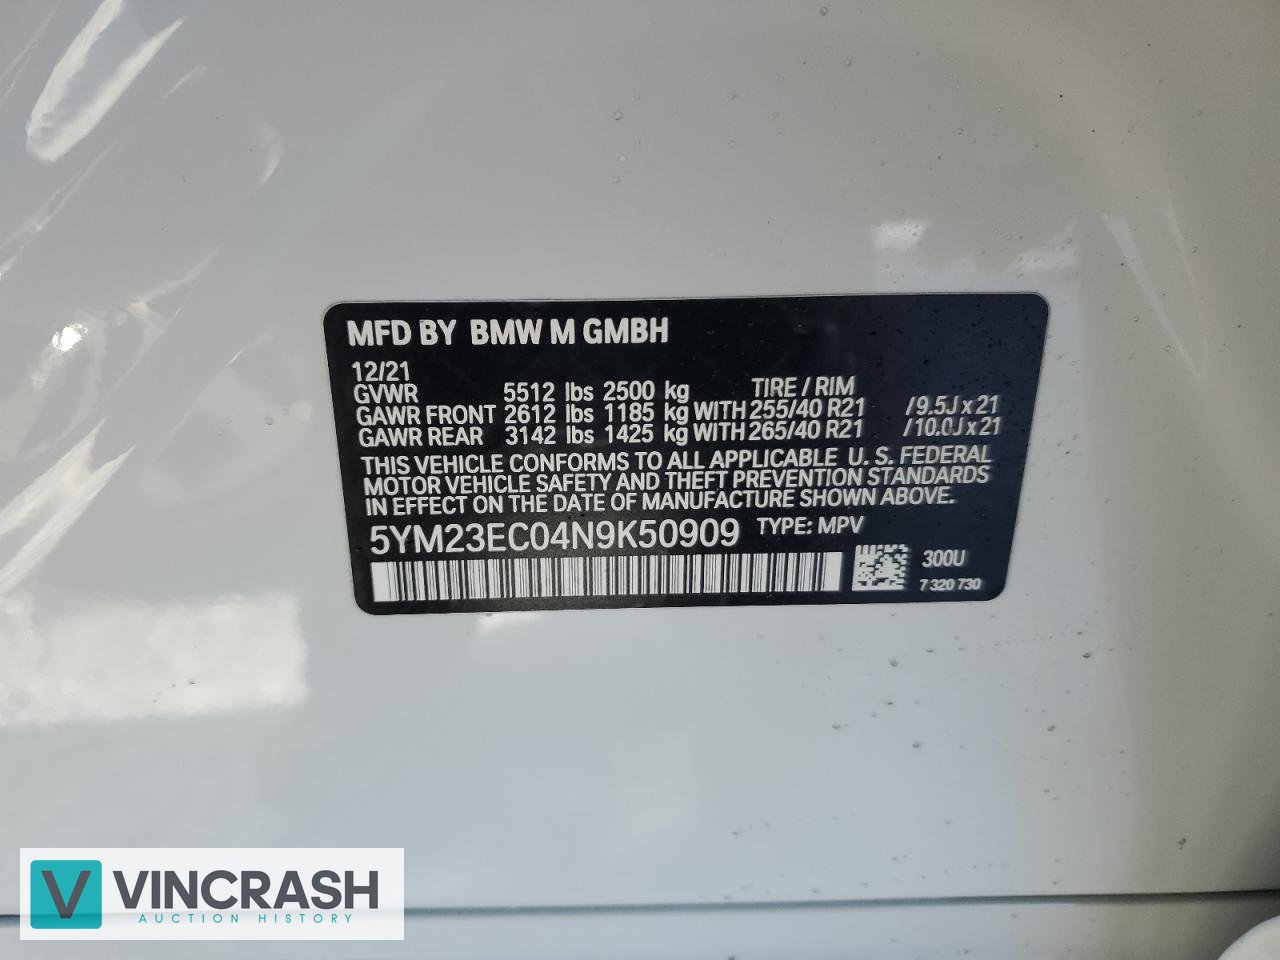 MFD BY BMW M GMBH
12/21
GVWR 5512 lbs 2500 kg TIRE / RIM
GAWR FRONT 2612 lbs 1185 kg WITH 255/40 R21 / 9.5J x 21
GAWR REAR 3142 lbs 1425 kg WITH 265/40 R21 / 10.0J x 21
THIS VEHICLE CONFORMS TO ALL APPLICABLE U. S. FEDERAL
MOTOR VEHICLE SAFETY AND THEFT PREVENTION STANDARDS
IN EFFECT ON THE DATE OF MANUFACTURE SHOWN ABOVE.
5YM23EC04N9K50909 TYPE: MPV
300U
7 320 730
V VINCRASH
AUCTION HISTORY